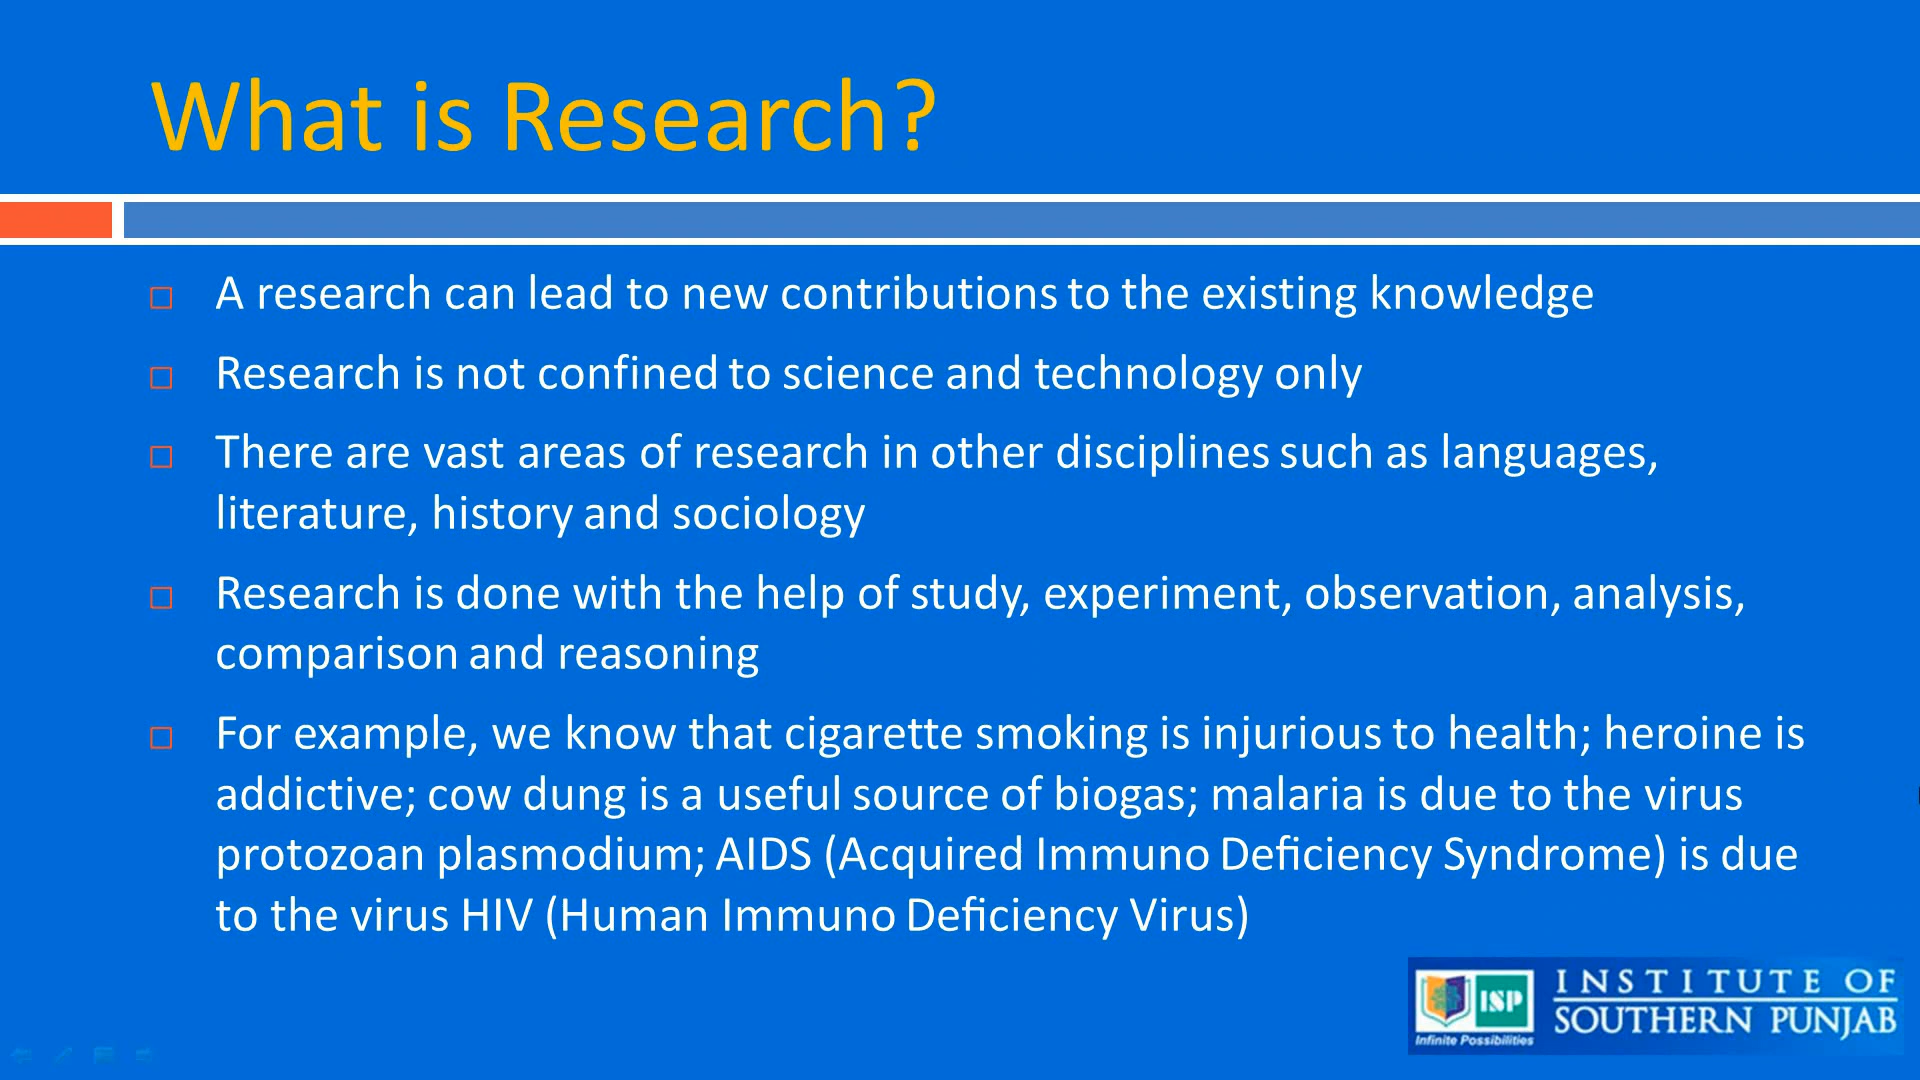 What is Research?
A research can lead to new contributions to the existing knowledge
Research is not confined to science and technology only
There are vast areas of research in other disciplines such as languages,
literature, history and sociology
Research is done with the help of study, experiment, observation, analysis,
comparison and reasoning
For example, we know that cigarette smoking is injurious to health; heroine is
addictive; cow dung is a useful source of biogas; malaria is due to the virus
protozoan plasmodium; AIDS (Acquired Immuno Deficiency Syndrome) is due
to the virus HIV (Human Immuno Deficiency Virus)
ISP
Infinite Possibilities
INSTITUTE OF
SOUTHERN PUNJAB